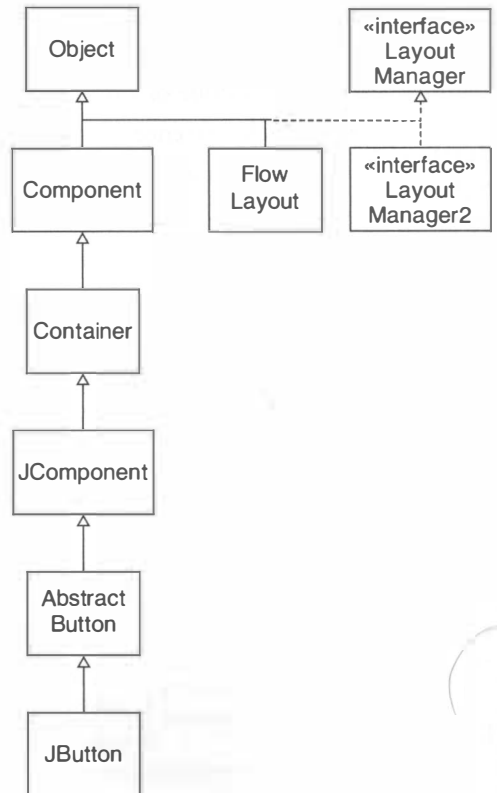 Object
«interface»
Layout
Manager
Component
Flow
Layout
«interface»
Layout
Manager2
Container
JComponent
Abstract
Button
JButton